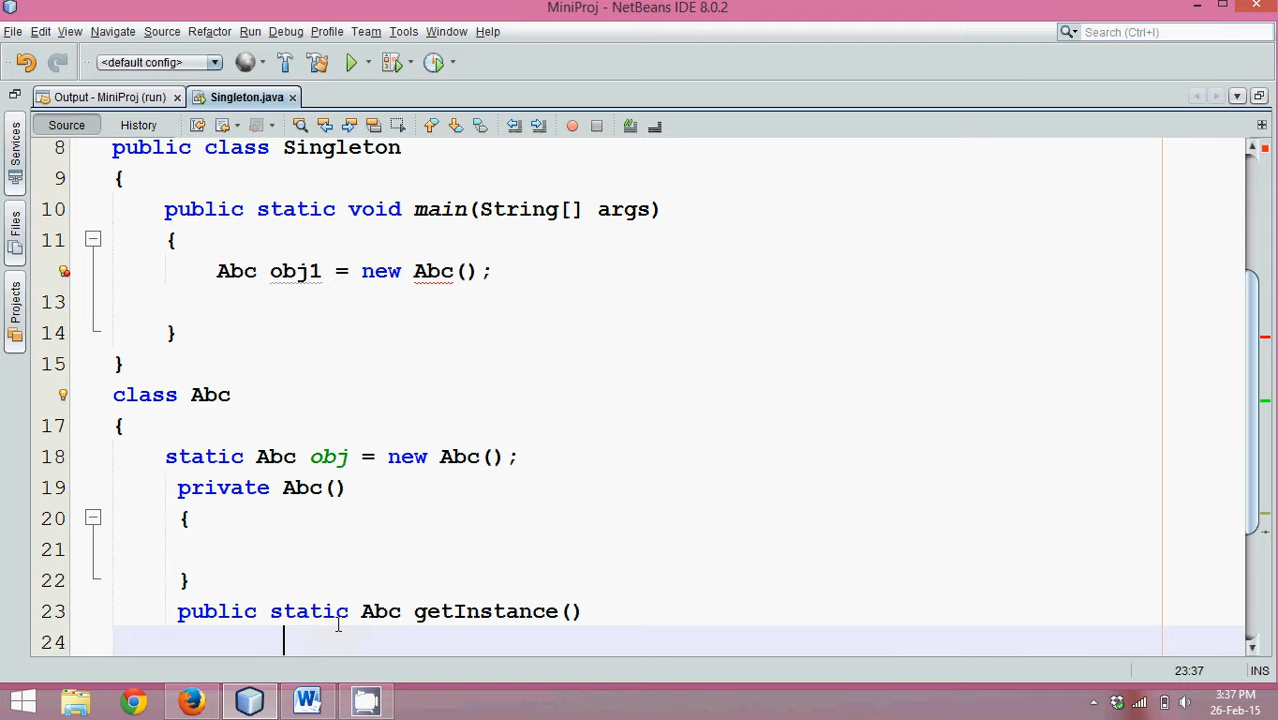 MiniProj - NetBeans IDE 8.0.2
File Edit View Navigate Source Refactor Run Debug Profile Team Tools Window Help
Search (Ctrl+I)
<default config>
Output - MiniProj (run) Singleton.java
Source History
Services
Files
Projects
8 public class Singleton
9 {
10 public static void main(String[] args)
11 {
Abc obj1 = new Abc();
13
14 }
15 }
class Abc
17 {
18 static Abc obj = new Abc();
19 private Abc()
20 {
21
22 }
23 public static Abc getInstance()
24
23:37 INS
3:37 PM
26-Feb-15